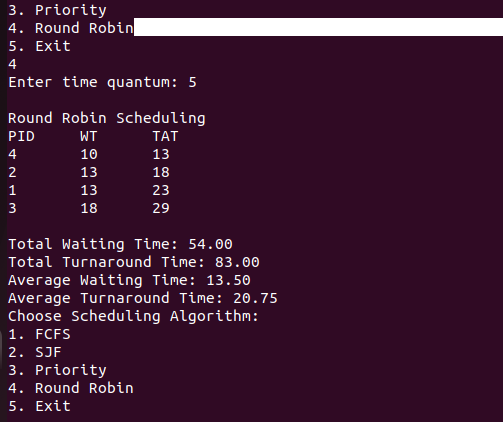 3. Priority
4. Round Robin
5. Exit
4
Enter time quantum: 5
Round Robin Scheduling
PID WT TAT
4 10 13
2 13 18
1 13 23
3 18 29
Total Waiting Time: 54.00
Total Turnaround Time: 83.00
Average Waiting Time: 13.50
Average Turnaround Time: 20.75
Choose Scheduling Algorithm:
1. FCFS
2. SJF
3. Priority
4. Round Robin
5. Exit